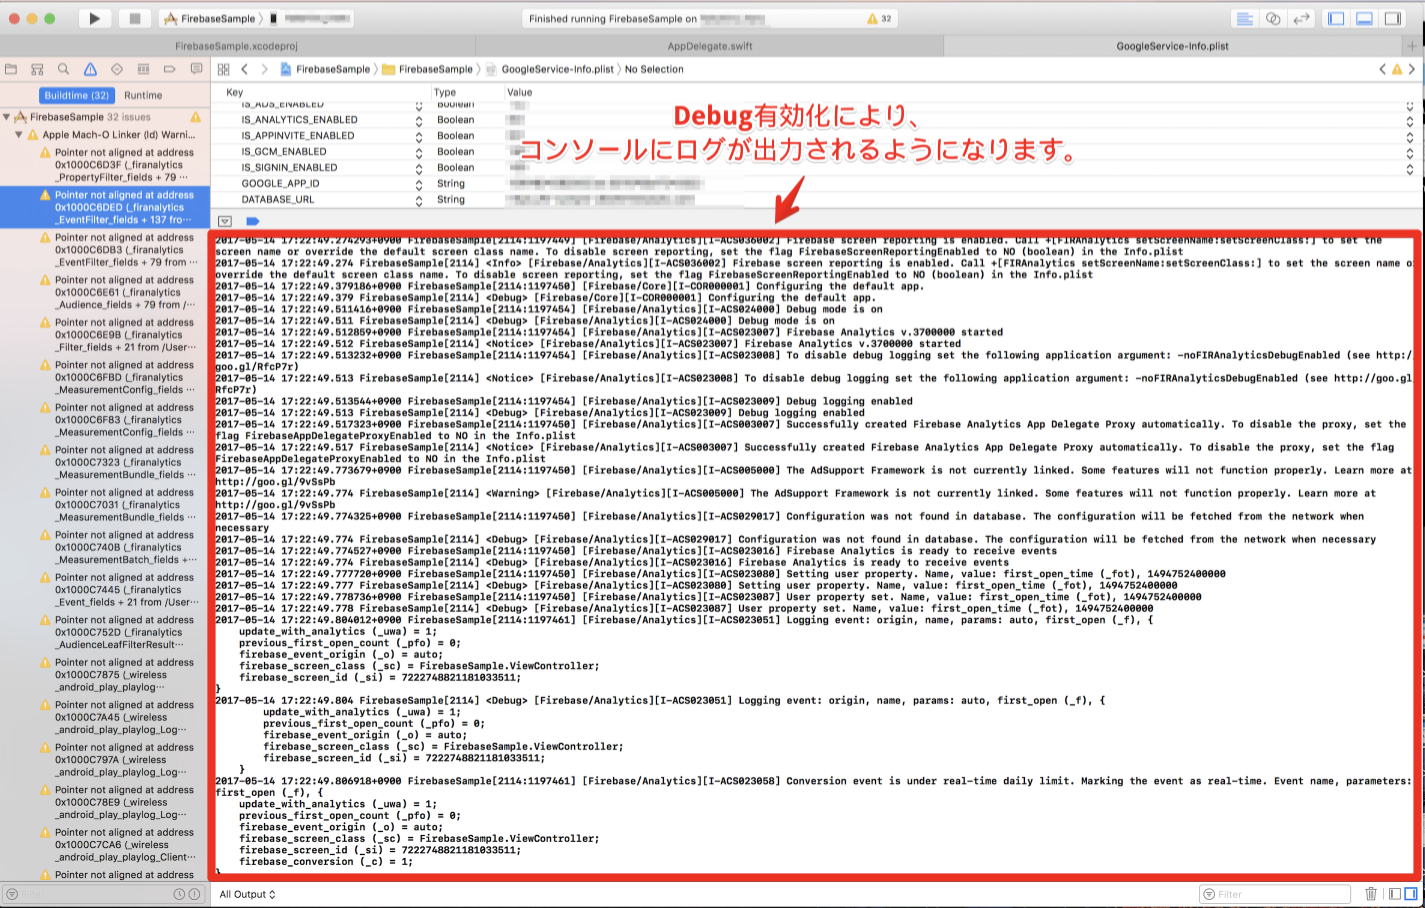 FirebaseSample
Finished running FirebaseSample on
32
FirebaseSample.xcodeproj
AppDelegate.swift
GoogleService-Info.plist
FirebaseSample
FirebaseSample
GoogleService-Info.plist
No Selection
Buildtime (32)
Runtime
Key
Type
Value
IS_ADS_ENABLED
Boolean
IS_ANALYTICS_ENABLED
Boolean
IS_APPINVITE_ENABLED
Boolean
IS_GCM_ENABLED
Boolean
IS_SIGNIN_ENABLED
Boolean
GOOGLE_APP_ID
String
DATABASE_URL
String
Debug有効化により、
コンソールにログが出力されるようになります。
FirebaseSample 32 issues
Apple Mach-O Linker (ld) Warni...
Pointer not aligned at address
0x1000C6D3F (_firanalytics
_PropertyFilter_fields + 79 ...
Pointer not aligned at address
0x1000C6DED (_firanalytics
_EventFilter_fields + 137 fro...
Pointer not aligned at address
0x1000C6DB3 (_firanalytics
_EventFilter_fields + 79 from ...
Pointer not aligned at address
0x1000C6E61 (_firanalytics
_Audience_fields + 79 from /...
Pointer not aligned at address
0x1000C6E9B (_firanalytics
_Filter_fields + 21 from /User...
Pointer not aligned at address
0x1000C6FBD (_firanalytics
_MeasurementConfig_fields ...
Pointer not aligned at address
0x1000C6F83 (_firanalytics
_MeasurementConfig_fields ...
Pointer not aligned at address
0x1000C7323 (_firanalytics
_MeasurementBundle_fields ...
Pointer not aligned at address
0x1000C7031 (_firanalytics
_MeasurementBundle_fields ...
Pointer not aligned at address
0x1000C740B (_firanalytics
_MeasurementBatch_fields +...
Pointer not aligned at address
0x1000C7445 (_firanalytics
_Event_fields + 21 from /User...
Pointer not aligned at address
0x1000C752D (_firanalytics
_AudienceLeafFilterResult...
Pointer not aligned at address
0x1000C7875 (_wireless
_android_play_playlog...
Pointer not aligned at address
0x1000C7A45 (_wireless
_android_play_playlog_Log...
Pointer not aligned at address
0x1000C797A (_wireless
_android_play_playlog_Log...
Pointer not aligned at address
0x1000C78E9 (_wireless
_android_play_playlog_Log...
Pointer not aligned at address
0x1000C7CA6 (_wireless
_android_play_playlog_Client...
Pointer not aligned at address
2017-05-14 17:22:49.274293+0900 FirebaseSample[2114:1197449] [Firebase/Analytics][I-ACS036002] Firebase screen reporting is enabled. Call +[FIRAnalytics setScreenName:setScreenClass:] to set the
screen name or override the default screen class name. To disable screen reporting, set the flag FirebaseScreenReportingEnabled to NO (boolean) in the Info.plist
2017-05-14 17:22:49.274 FirebaseSample[2114] <Info> [Firebase/Analytics][I-ACS036002] Firebase screen reporting is enabled. Call +[FIRAnalytics setScreenName:setScreenClass:] to set the screen name o
override the default screen class name. To disable screen reporting, set the flag FirebaseScreenReportingEnabled to NO (boolean) in the Info.plist
2017-05-14 17:22:49.379186+0900 FirebaseSample[2114:1197450] [Firebase/Core][I-COR000001] Configuring the default app.
2017-05-14 17:22:49.379 FirebaseSample[2114] <Debug> [Firebase/Core][I-COR000001] Configuring the default app.
2017-05-14 17:22:49.511416+0900 FirebaseSample[2114:1197454] [Firebase/Analytics][I-ACS024000] Debug mode is on
2017-05-14 17:22:49.511 FirebaseSample[2114] <Debug> [Firebase/Analytics][I-ACS024000] Debug mode is on
2017-05-14 17:22:49.512859+0900 FirebaseSample[2114:1197454] [Firebase/Analytics][I-ACS023007] Firebase Analytics v.3700000 started
2017-05-14 17:22:49.512 FirebaseSample[2114] <Notice> [Firebase/Analytics][I-ACS023007] Firebase Analytics v.3700000 started
2017-05-14 17:22:49.513232+0900 FirebaseSample[2114:1197454] [Firebase/Analytics][I-ACS023008] To disable debug logging set the following application argument: -noFIRAnalyticsDebugEnabled (see http:/
goo.gl/RfcP7r)
2017-05-14 17:22:49.513 FirebaseSample[2114] <Notice> [Firebase/Analytics][I-ACS023008] To disable debug logging set the following application argument: -noFIRAnalyticsDebugEnabled (see http://goo.gl
RfcP7r)
2017-05-14 17:22:49.513544+0900 FirebaseSample[2114:1197454] [Firebase/Analytics][I-ACS023009] Debug logging enabled
2017-05-14 17:22:49.513 FirebaseSample[2114] <Debug> [Firebase/Analytics][I-ACS023009] Debug logging enabled
2017-05-14 17:22:49.517323+0900 FirebaseSample[2114:1197454] [Firebase/Analytics][I-ACS003007] Successfully created Firebase Analytics App Delegate Proxy automatically. To disable the proxy, set the
flag FirebaseAppDelegateProxyEnabled to NO in the Info.plist
2017-05-14 17:22:49.517 FirebaseSample[2114] <Notice> [Firebase/Analytics][I-ACS003007] Successfully created Firebase Analytics App Delegate Proxy automatically. To disable the proxy, set the flag
FirebaseAppDelegateProxyEnabled to NO in the Info.plist
2017-05-14 17:22:49.773679+0900 FirebaseSample[2114:1197450] [Firebase/Analytics][I-ACS005000] The AdSupport Framework is not currently linked. Some features will not function properly. Learn more at
http://goo.gl/9vSsPb
2017-05-14 17:22:49.774 FirebaseSample[2114] <Warning> [Firebase/Analytics][I-ACS005000] The AdSupport Framework is not currently linked. Some features will not function properly. Learn more at
http://goo.gl/9vSsPb
2017-05-14 17:22:49.774325+0900 FirebaseSample[2114:1197450] [Firebase/Analytics][I-ACS029017] Configuration was not found in database. The configuration will be fetched from the network when
necessary
2017-05-14 17:22:49.774 FirebaseSample[2114] <Debug> [Firebase/Analytics][I-ACS029017] Configuration was not found in database. The configuration will be fetched from the network when necessary
2017-05-14 17:22:49.774527+0900 FirebaseSample[2114:1197450] [Firebase/Analytics][I-ACS023016] Firebase Analytics is ready to receive events
2017-05-14 17:22:49.774 FirebaseSample[2114] <Debug> [Firebase/Analytics][I-ACS023016] Firebase Analytics is ready to receive events
2017-05-14 17:22:49.777720+0900 FirebaseSample[2114:1197450] [Firebase/Analytics][I-ACS023080] Setting user property. Name, value: first_open_time (_fot), 1494752400000
2017-05-14 17:22:49.777 FirebaseSample[2114] <Debug> [Firebase/Analytics][I-ACS023080] Setting user property. Name, value: first_open_time (_fot), 1494752400000
2017-05-14 17:22:49.778736+0900 FirebaseSample[2114:1197450] [Firebase/Analytics][I-ACS023087] User property set. Name, value: first_open_time (_fot), 1494752400000
2017-05-14 17:22:49.778 FirebaseSample[2114] <Debug> [Firebase/Analytics][I-ACS023087] User property set. Name, value: first_open_time (_fot), 1494752400000
2017-05-14 17:22:49.804012+0900 FirebaseSample[2114:1197461] [Firebase/Analytics][I-ACS023051] Logging event: origin, name, params: auto, first_open (_f), {
update_with_analytics (_uwa) = 1;
previous_first_open_count (_pfo) = 0;
firebase_event_origin (_o) = auto;
firebase_screen_class (_sc) = FirebaseSample.ViewController;
firebase_screen_id (_si) = 7222748821181033511;
}
2017-05-14 17:22:49.804 FirebaseSample[2114] <Debug> [Firebase/Analytics][I-ACS023051] Logging event: origin, name, params: auto, first_open (_f), {
update_with_analytics (_uwa) = 1;
previous_first_open_count (_pfo) = 0;
firebase_event_origin (_o) = auto;
firebase_screen_class (_sc) = FirebaseSample.ViewController;
firebase_screen_id (_si) = 7222748821181033511;
}
2017-05-14 17:22:49.806918+0900 FirebaseSample[2114:1197461] [Firebase/Analytics][I-ACS023058] Conversion event is under real-time daily limit. Marking the event as real-time. Event name, parameters:
first_open (_f), {
update_with_analytics (_uwa) = 1;
previous_first_open_count (_pfo) = 0;
firebase_event_origin (_o) = auto;
firebase_screen_class (_sc) = FirebaseSample.ViewController;
firebase_screen_id (_si) = 7222748821181033511;
firebase_conversion (_c) = 1;
}
Filter
All Output
Filter